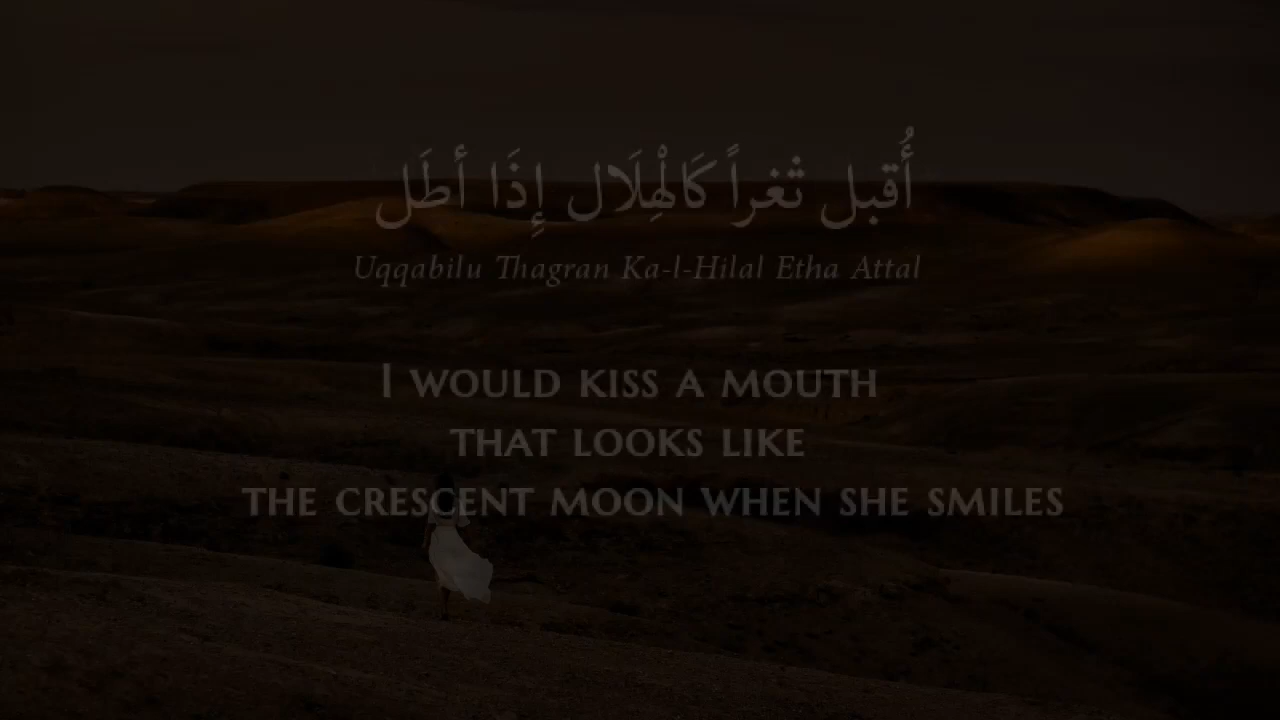 أُقبل ثغراً كَالْهِلَال إِذَا أطَل
Uqqabilu Thagran Ka-l-Hilal Etha Attal
I WOULD KISS A MOUTH
THAT LOOKS LIKE
THE CRESCENT MOON WHEN SHE SMILES